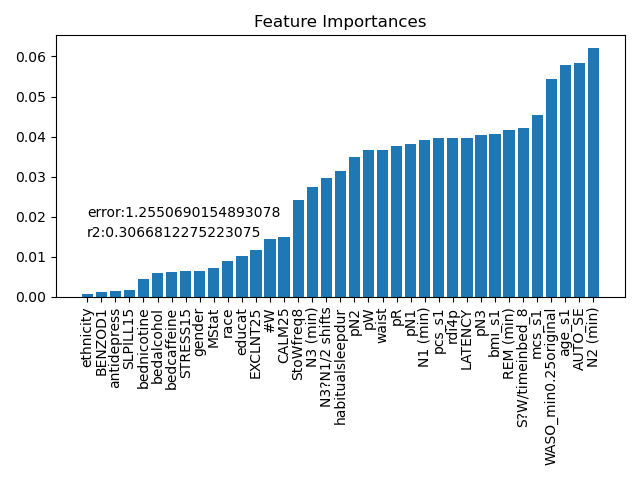 Feature Importances
0.06
0.05
0.04
0.03
0.02
0.01
0.00
error:1.2550690154893078
r2:0.3066812275223075
ethnicity
BENZOD1
antidepress
SLPILL15
bednicotine
bedalcohol
bedcaffeine
STRESS15
gender
MStat
race
educat
EXCLNT25
#W
CALM25
StoWfreq8
N3 (min)
N3?N1/2 shifts
habitualsleepdur
pN2
pW
waist
pR
pN1
N1 (min)
pcs_s1
rdi4p
LATENCY
pN3
bmi_s1
REM (min)
S?W/timeinbed_8
mcs_s1
WASO_min0.25original
age_s1
AUTO_SE
N2 (min)